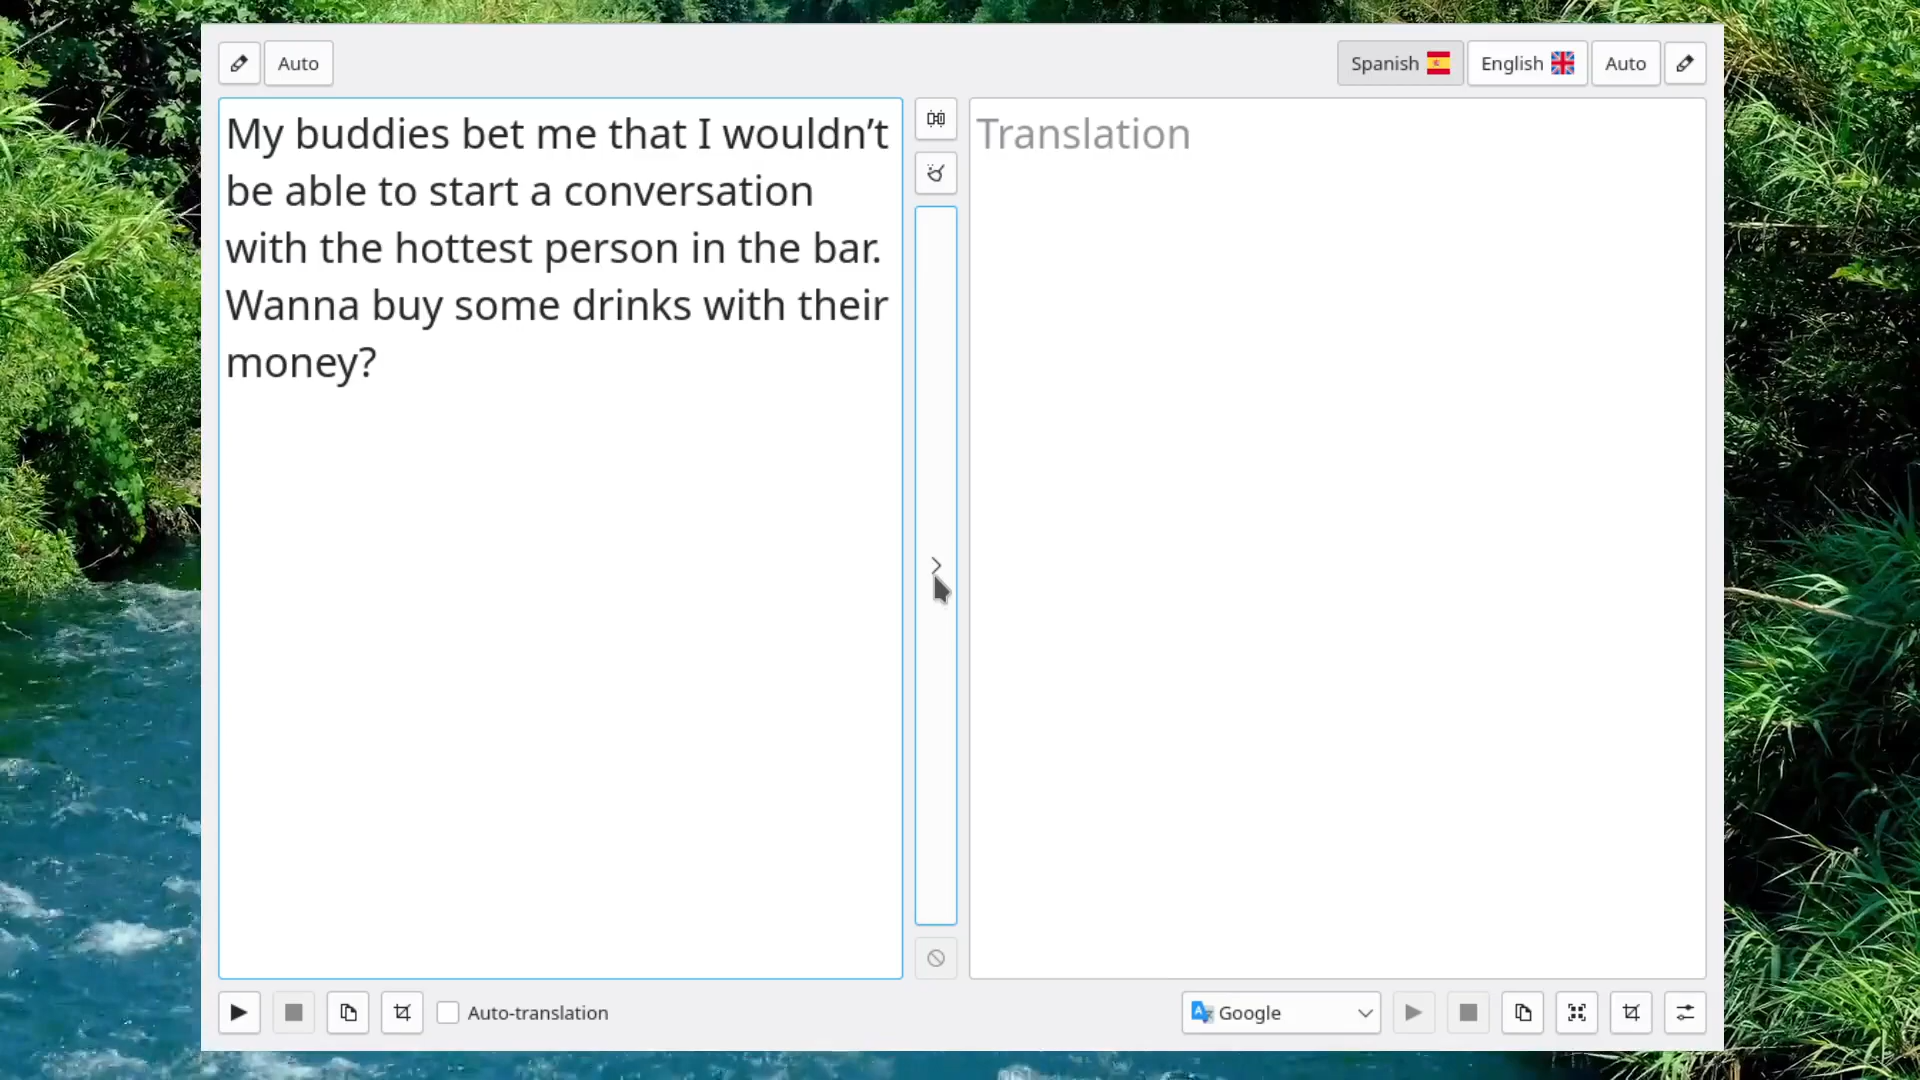 Auto
Spanish
English
Auto
My buddies bet me that I wouldn’t
be able to start a conversation
with the hottest person in the bar.
Wanna buy some drinks with their
money?
Translation
Auto-translation
Google